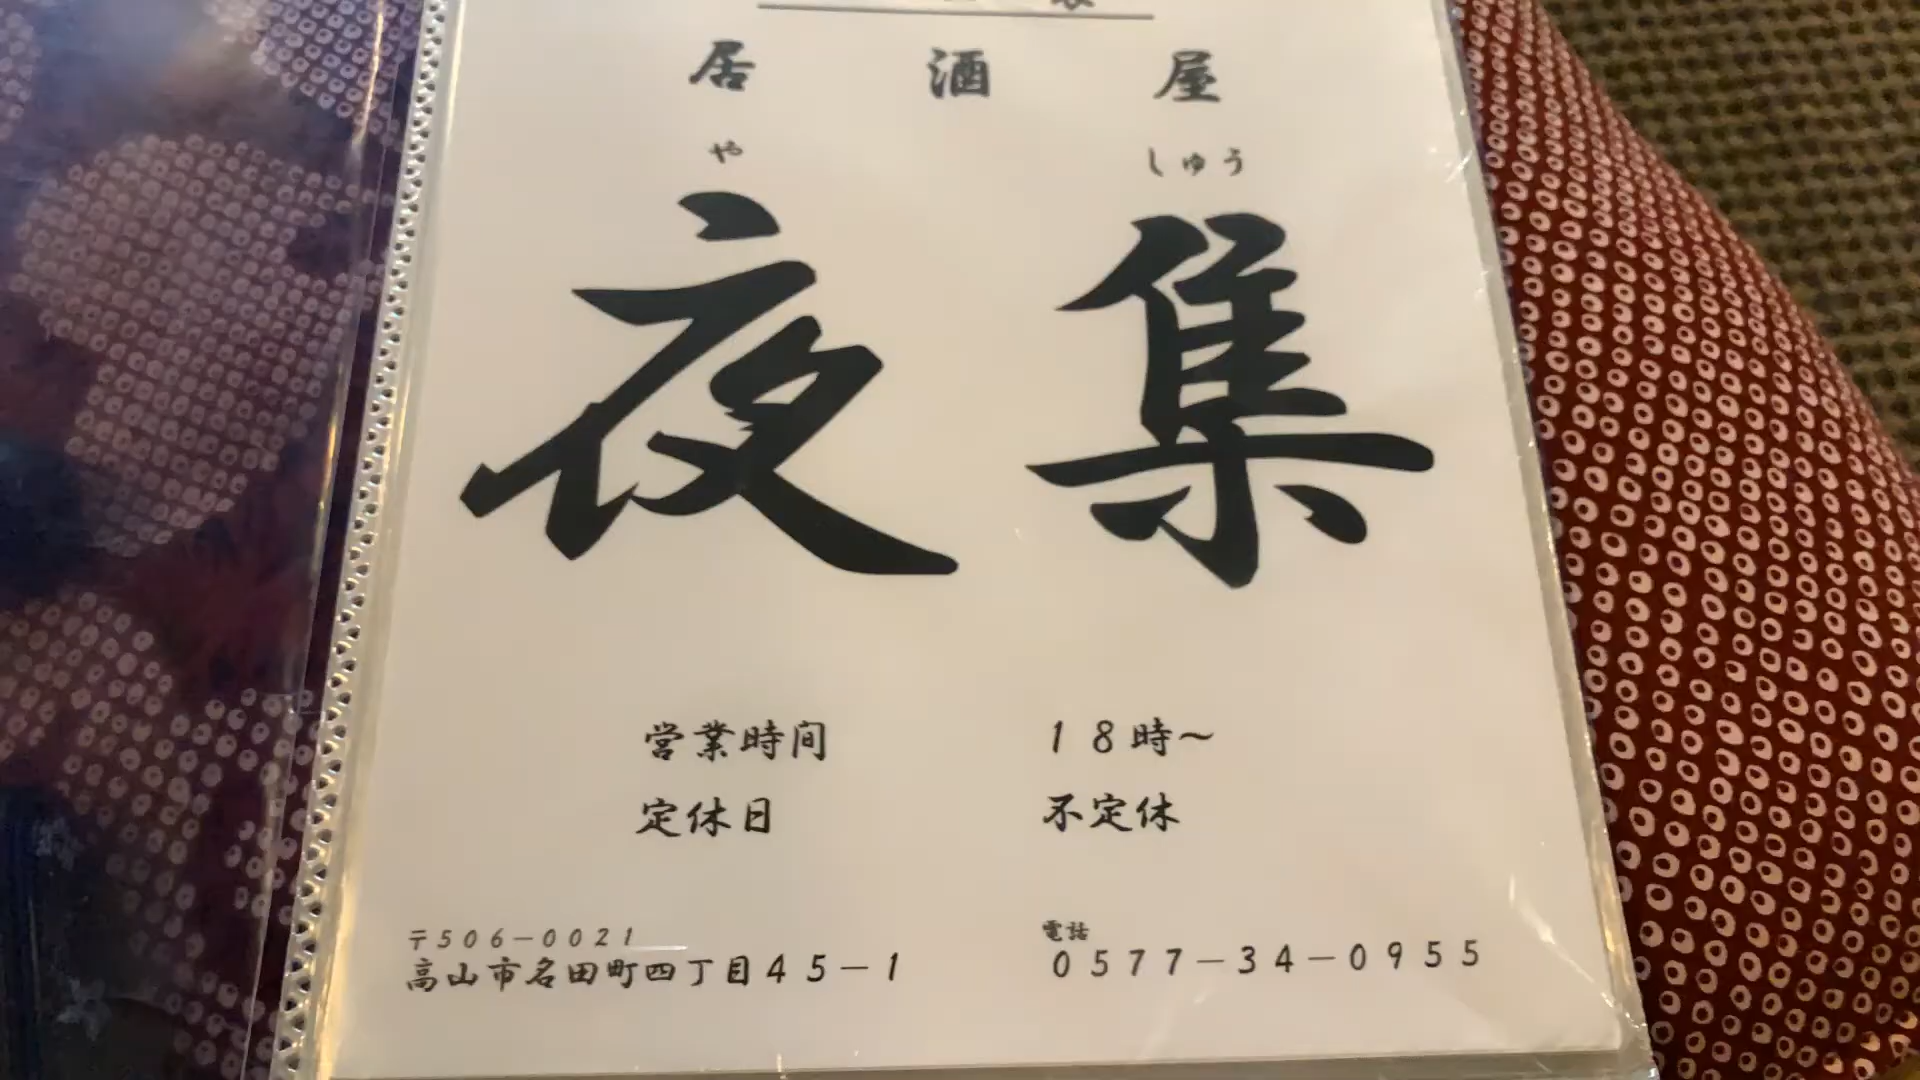 居酒屋
や しゅう
夜集
営業時間 18時～
定休日 不定休
〒506-0021
高山市名田町四丁目45-1
電話
0577-34-0955